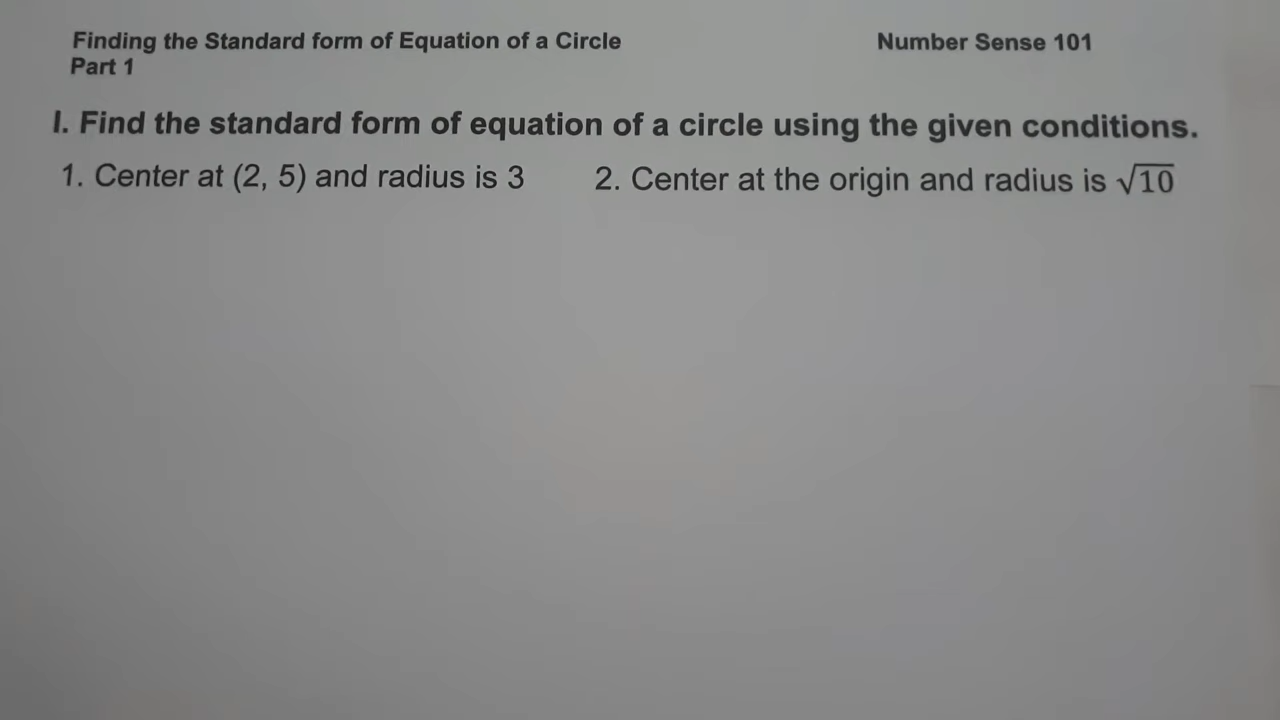 Finding the Standard form of Equation of a Circle Number Sense 101
Part 1
I. Find the standard form of equation of a circle using the given conditions.
1. Center at (2, 5) and radius is 3 2. Center at the origin and radius is √10